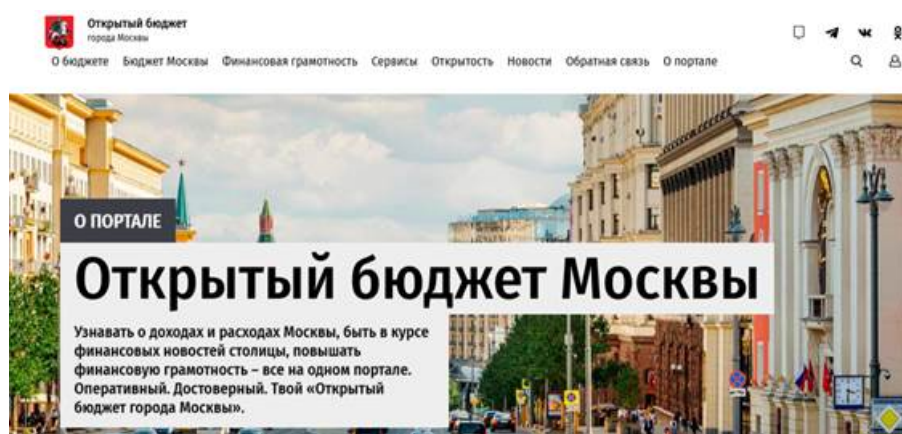 Открытый бюджет
города Москвы
О бюджете Бюджет Москвы Финансовая грамотность Сервисы Открытость Новости Обратная связь О портале
О ПОРТАЛЕ
Открытый бюджет Москвы
Узнавать о доходах и расходах Москвы, быть в курсе
финансовых новостей столицы, повышать
финансовую грамотность – все на одном портале.
Оперативный. Достоверный. Твой «Открытый
бюджет города Москвы».